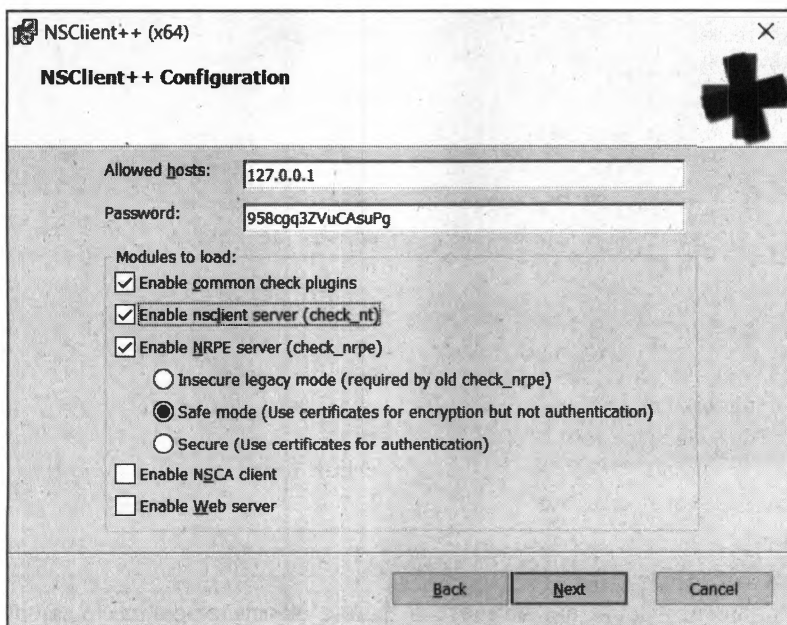 NSClient++ (x64)
NSClient++ Configuration
Allowed hosts: 127.0.0.1
Password: 958cgq3ZVuCAsuPg
Modules to load:
Enable common check plugins
Enable nsclient server (check_nt)
Enable NRPE server (check_nrpe)
Insecure legacy mode (required by old check_nrpe)
Safe mode (Use certificates for encryption but not authentication)
Secure (Use certificates for authentication)
Enable NSCA client
Enable Web server
Back Next Cancel